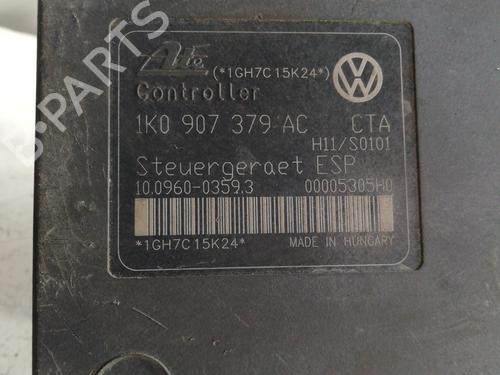 Ate (*1GH7C15K24*)
Controller
1K0 907 379 AC CTA
H11/S0101
Steuergeraet ESP
10.0960-0359.3 00005305H0
*1GH7C15K24* MADE IN HUNGARY
B-PARTS